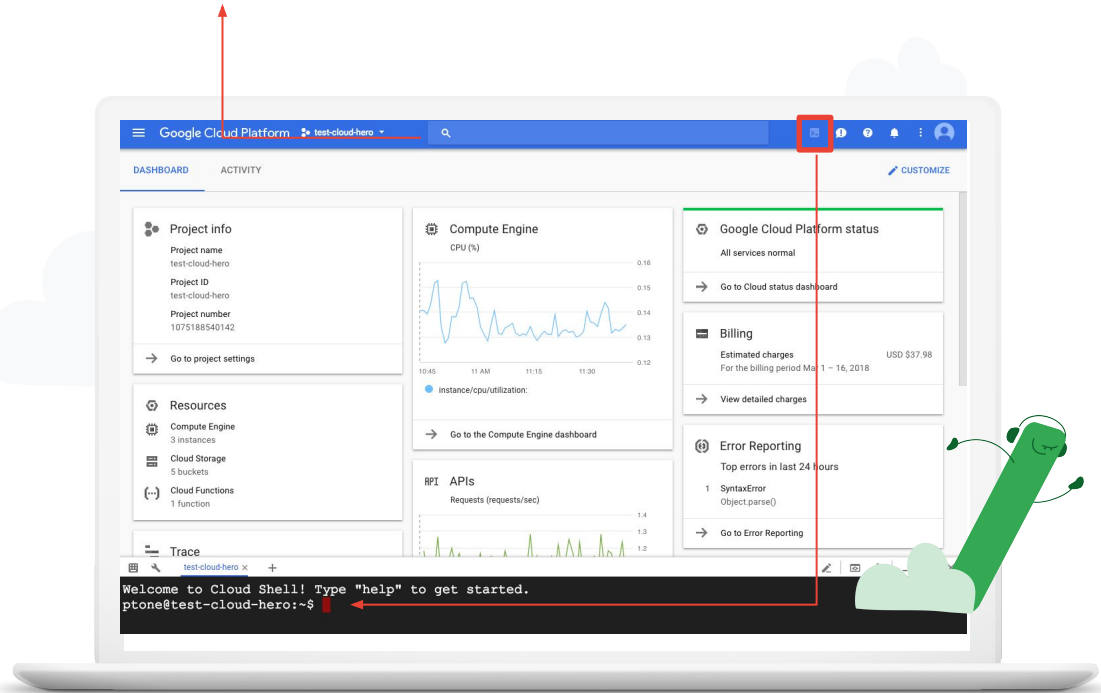 Google Cloud Platform test-cloud-hero
DASHBOARD ACTIVITY CUSTOMIZE
Project info
Project name
test-cloud-hero
Project ID
test-cloud-hero
Project number
1075188540142
Go to project settings
Resources
Compute Engine
3 instances
Cloud Storage
5 buckets
Cloud Functions
1 function
Trace
Compute Engine
CPU (%)
0.16
0.15
0.14
0.13
0.12
10:45 11 AM 11:15 11:30
instance/cpu/utilization:
Go to the Compute Engine dashboard
API APIs
Requests (requests/sec)
1.4
1.3
1.2
Google Cloud Platform status
All services normal
Go to Cloud status dashboard
Billing
Estimated charges USD $37.98
For the billing period Mar 1 – 16, 2018
View detailed charges
Error Reporting
Top errors in last 24 hours
1 SyntaxError
Object.parse()
Go to Error Reporting
test-cloud-hero × +
Welcome to Cloud Shell! Type "help" to get started.
ptone@test-cloud-hero:~$